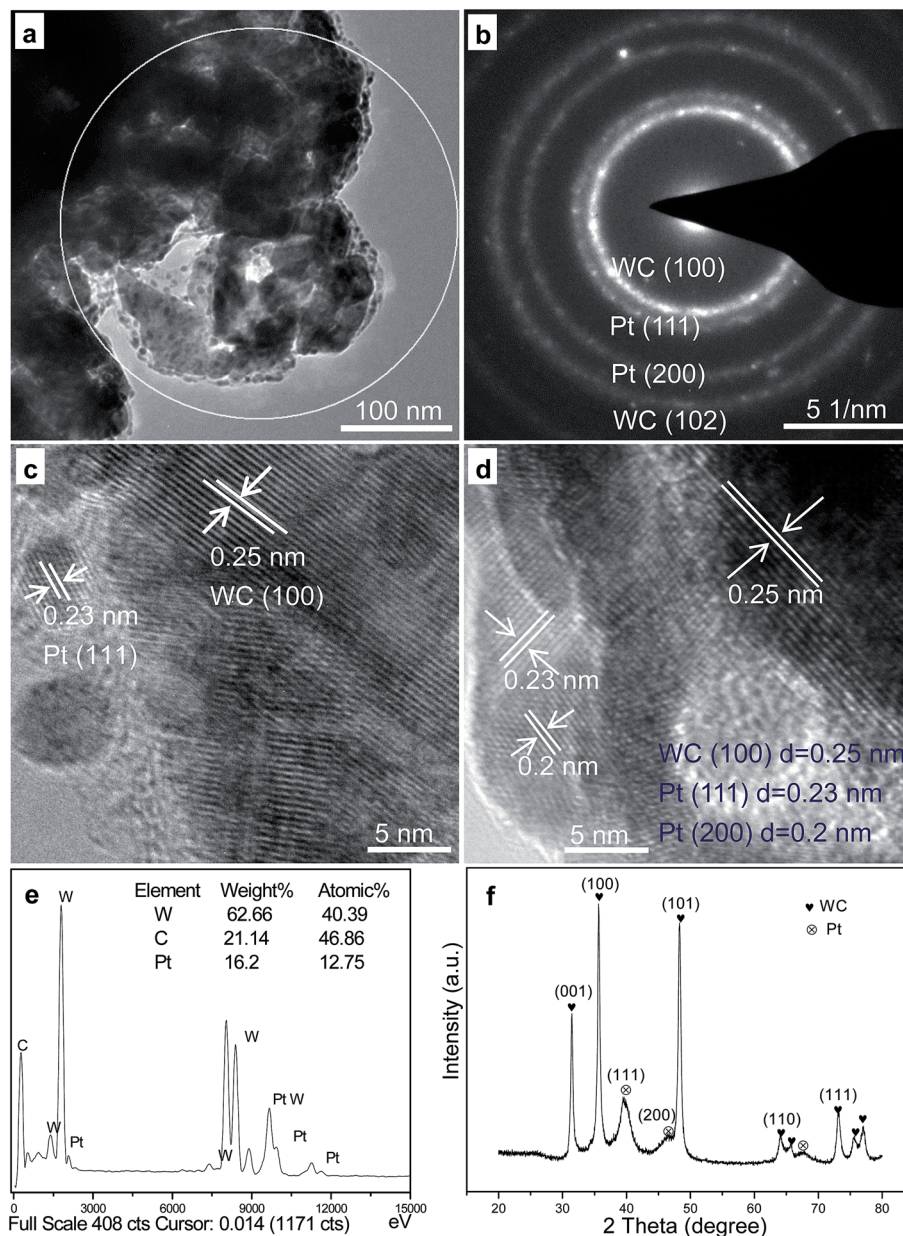 a
100 nm
b
WC (100)
Pt (111)
Pt (200)
WC (102)
5 1/nm
c
0.25 nm
WC (100)
0.23 nm
Pt (111)
5 nm
d
0.25 nm
0.23 nm
0.2 nm
WC (100) d=0.25 nm
Pt (111) d=0.23 nm
Pt (200) d=0.2 nm
5 nm
e
Element Weight% Atomic%
W 62.66 40.39
C 21.14 46.86
Pt 16.2 12.75
W
C
W
Pt
W
W
Pt W
Pt
Pt
0 3000 6000 9000 12000 15000
Full Scale 408 cts Cursor: 0.014 (1171 cts) eV
f
Intensity (a.u.)
(100)
(101)
WC
Pt
(001)
(111)
(200)
(110)
(111)
20 30 40 50 60 70 80
2 Theta (degree)